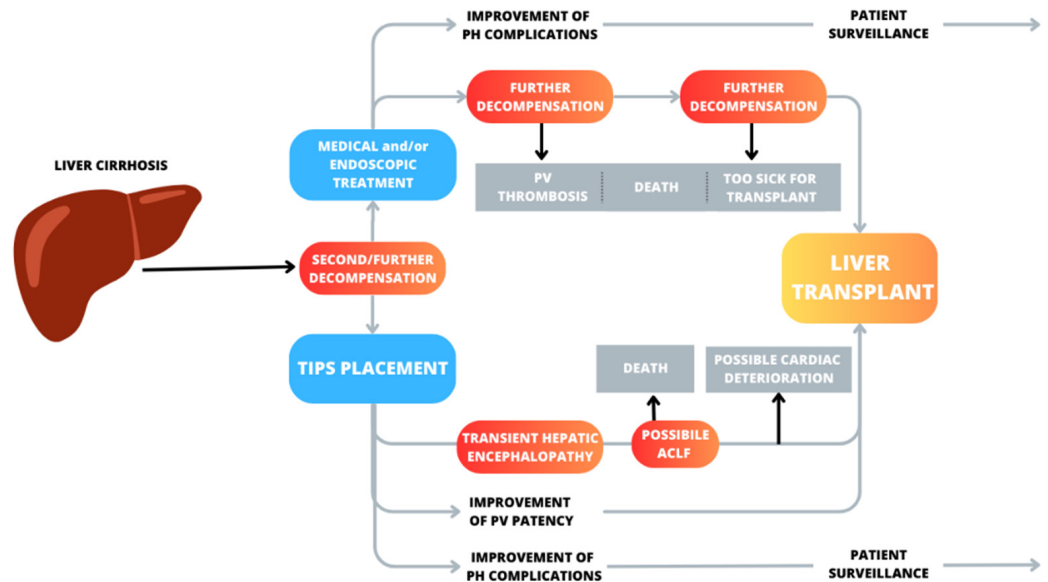 IMPROVEMENT OF
PH COMPLICATIONS
PATIENT
SURVEILLANCE
FURTHER
DECOMPENSATION
FURTHER
DECOMPENSATION
MEDICAL and/or
ENDOSCOPIC
TREATMENT
LIVER CIRRHOSIS
PV
THROMBOSIS
DEATH
TOO SICK FOR
TRANSPLANT
SECOND/FURTHER
DECOMPENSATION
LIVER
TRANSPLANT
TIPS PLACEMENT
DEATH
POSSIBLE CARDIAC
DETERIORATION
TRANSIENT HEPATIC
ENCEPHALOPATHY
POSSIBILE
ACLF
IMPROVEMENT
OF PV PATENCY
IMPROVEMENT OF
PH COMPLICATIONS
PATIENT
SURVEILLANCE